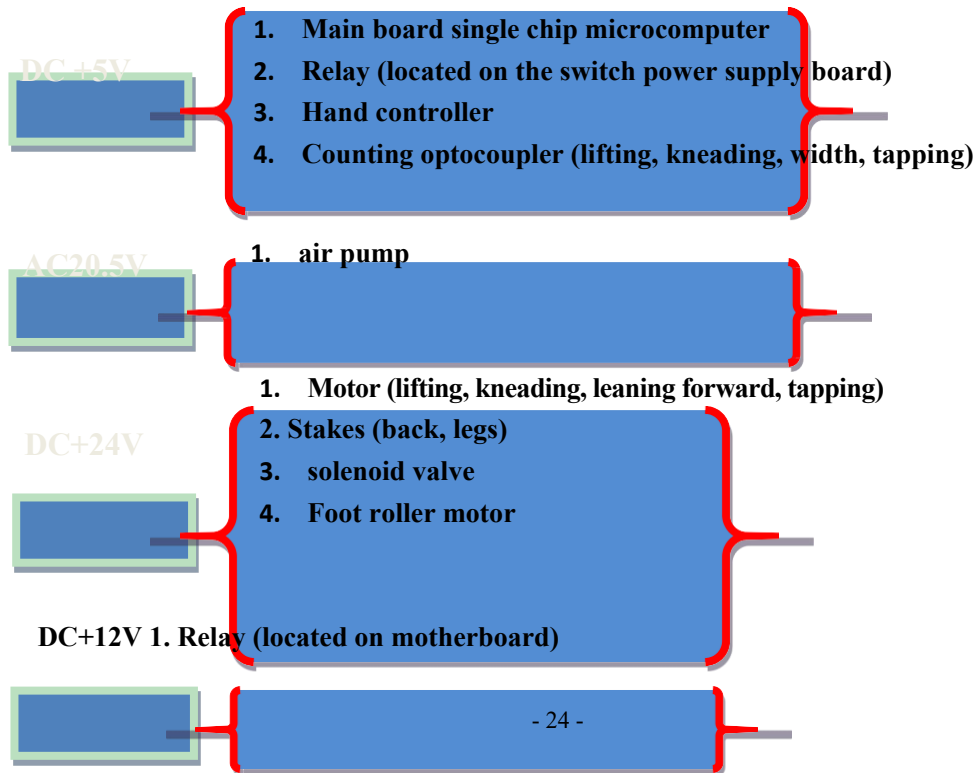 DC +5V
1. Main board single chip microcomputer
2. Relay (located on the switch power supply board)
3. Hand controller
4. Counting optocoupler (lifting, kneading, width, tapping)
AC20.5V
1. air pump
1. Motor (lifting, kneading, leaning forward, tapping)
DC+24V
2. Stakes (back, legs)
3. solenoid valve
4. Foot roller motor
DC+12V 1. Relay (located on motherboard)
- 24 -